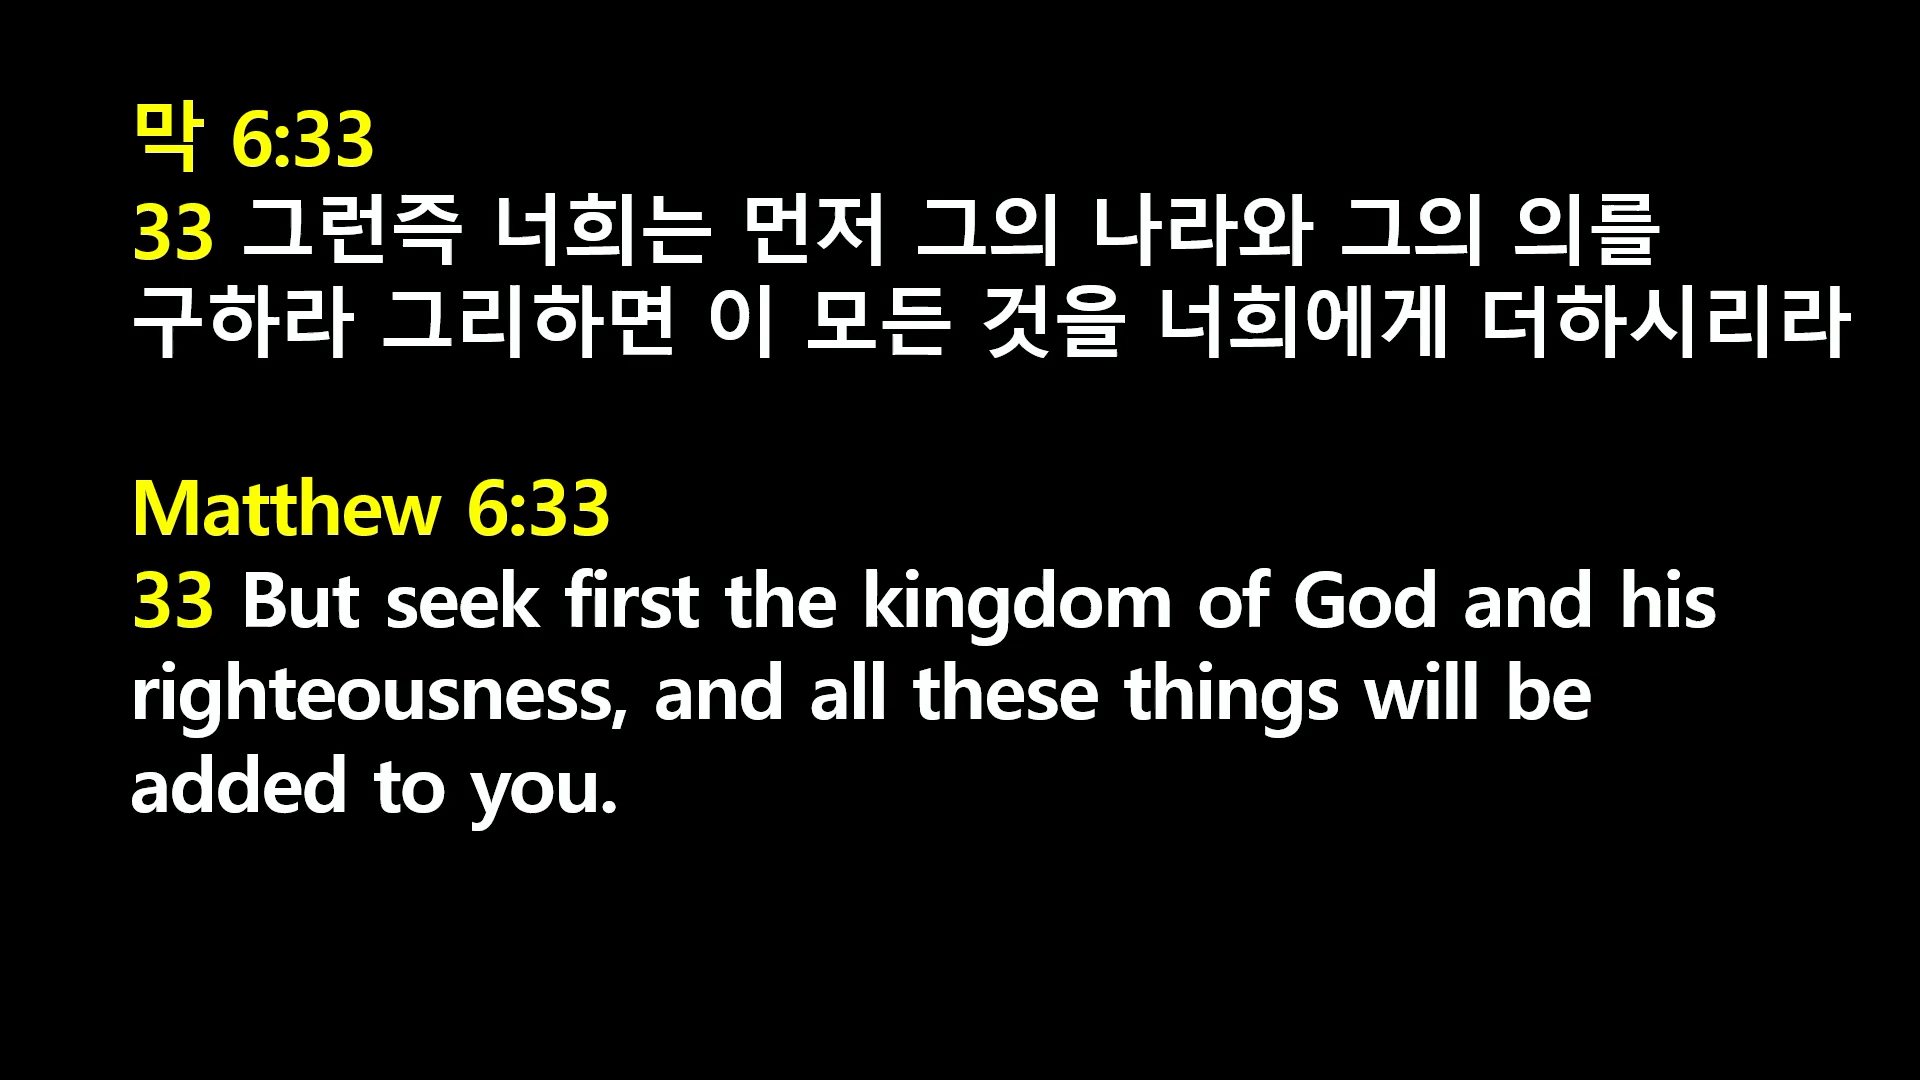 막 6:33
33 그런즉 너희는 먼저 그의 나라와 그의 의를
구하라 그리하면 이 모든 것을 너희에게 더하시리라
Matthew 6:33
33 But seek first the kingdom of God and his
righteousness, and all these things will be
added to you.